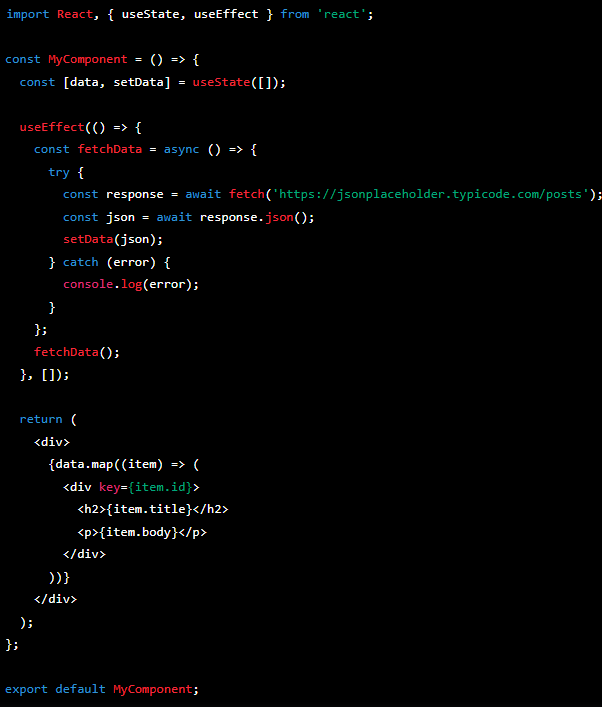 import React, { useState, useEffect } from 'react';

const MyComponent = () => {
  const [data, setData] = useState([]);

  useEffect(() => {
    const fetchData = async () => {
      try {
        const response = await fetch('https://jsonplaceholder.typicode.com/posts');
        const json = await response.json();
        setData(json);
      } catch (error) {
        console.log(error);
      }
    };
    fetchData();
  }, []);

  return (
    <div>
      {data.map((item) => (
        <div key={item.id}>
          <h2>{item.title}</h2>
          <p>{item.body}</p>
        </div>
      ))}
    </div>
  );
};

export default MyComponent;